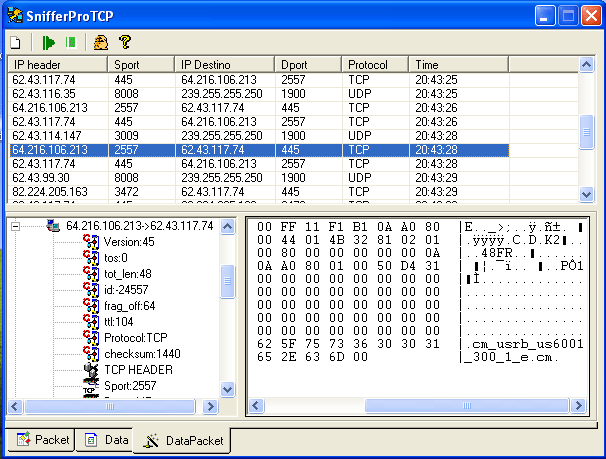 SnifferProTCP
IP header Sport IP Destino Dport Protocol Time
62.43.117.74 445 64.216.106.213 2557 TCP 20:43:25
62.43.116.35 8008 239.255.255.250 1900 UDP 20:43:25
64.216.106.213 2557 62.43.117.74 445 TCP 20:43:26
62.43.117.74 445 64.216.106.213 2557 TCP 20:43:26
62.43.114.147 3009 239.255.255.250 1900 UDP 20:43:28
64.216.106.213 2557 62.43.117.74 445 TCP 20:43:28
62.43.117.74 445 64.216.106.213 2557 TCP 20:43:28
62.43.99.30 8008 239.255.255.250 1900 UDP 20:43:29
82.224.205.163 3472 62.43.117.74 445 TCP 20:43:29
64.216.106.213->62.43.117.74
Version:45
tos:0
tot_len:48
id:-24557
frag_off:64
ttl:104
Protocol:TCP
checksum:1440
TCP HEADER
Sport:2557
00 FF 11 F1 B1 0A A0 80 |E.._>;..ÿ.ñ±.
00 44 01 4B 32 81 02 01 |.ÿÿÿÿ.C.D.K2
00 80 00 00 00 00 00 0A |..48FR..
0A A0 80 01 00 50 D4 31
00 00 00 00 00 00 00 00
00 00 00 00 00 00 00 00 |..............
00 00 00 00 00 00 00 00 |..............
00 00 00 00 00 00 00 00 |..............
62 5F 75 73 36 30 30 31 |.cm_usrb_us6001
65 2E 63 6D 00 |_300_1_e.cm.
Packet Data DataPacket